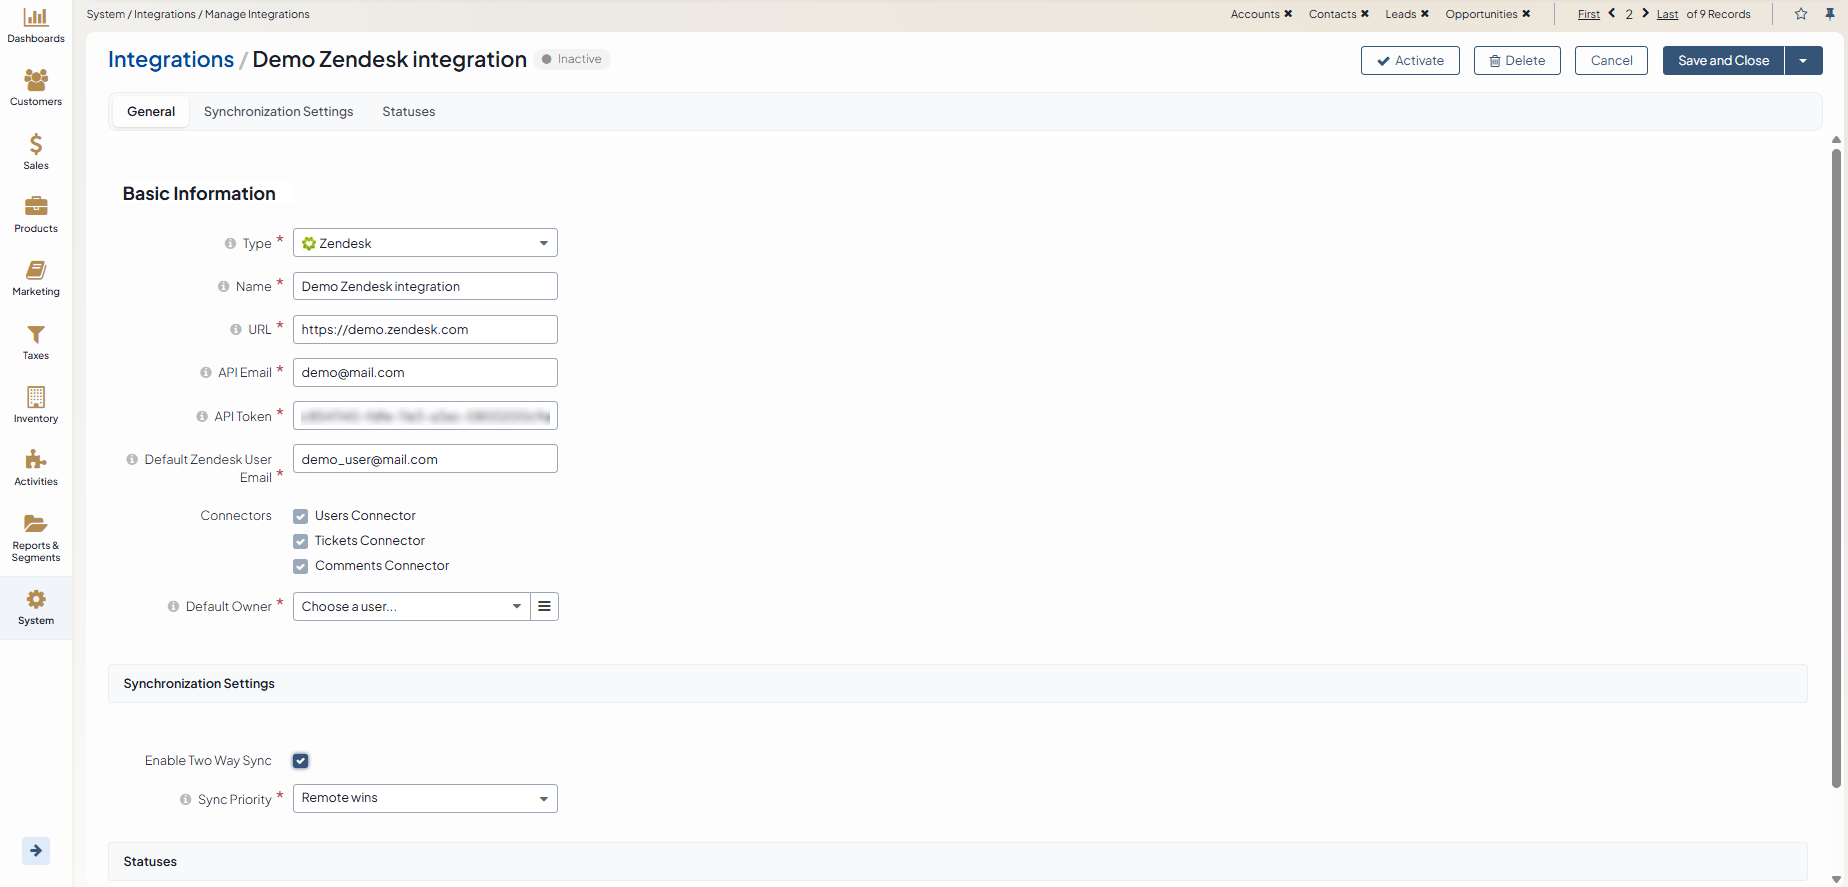 System / Integrations / Manage Integrations
Accounts ✖ Contacts ✖ Leads ✖ Opportunities ✖
First 2 Last of 9 Records
Dashboards
Customers
Sales
Products
Marketing
Taxes
Inventory
Activities
Reports &
Segments
System
Integrations / Demo Zendesk integration
Inactive
Activate
Delete
Cancel
Save and Close
General
Synchronization Settings
Statuses
Basic Information
Type * Zendesk
Name * Demo Zendesk integration
URL * https://demo.zendesk.com
API Email * demo@mail.com
API Token *
Default Zendesk User
Email *
demo_user@mail.com
Connectors
Users Connector
Tickets Connector
Comments Connector
Default Owner * Choose a user...
Synchronization Settings
Enable Two Way Sync
Sync Priority * Remote wins
Statuses